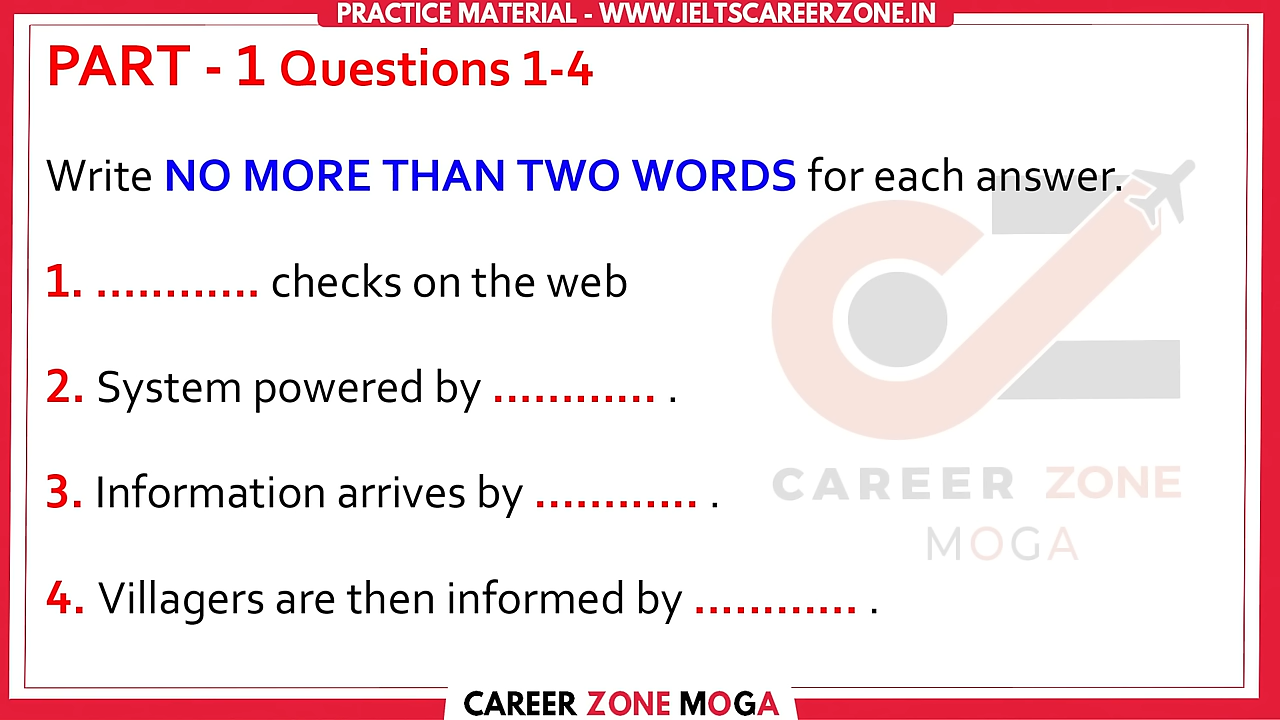 PRACTICE MATERIAL - WWW.IELTSCAREERZONE.IN
PART - 1 Questions 1-4
Write NO MORE THAN TWO WORDS for each answer.
1. ............ checks on the web
2. System powered by ............ .
3. Information arrives by ............ .
4. Villagers are then informed by ............ .
CAREER ZONE
MOGA
CAREER ZONE MOGA